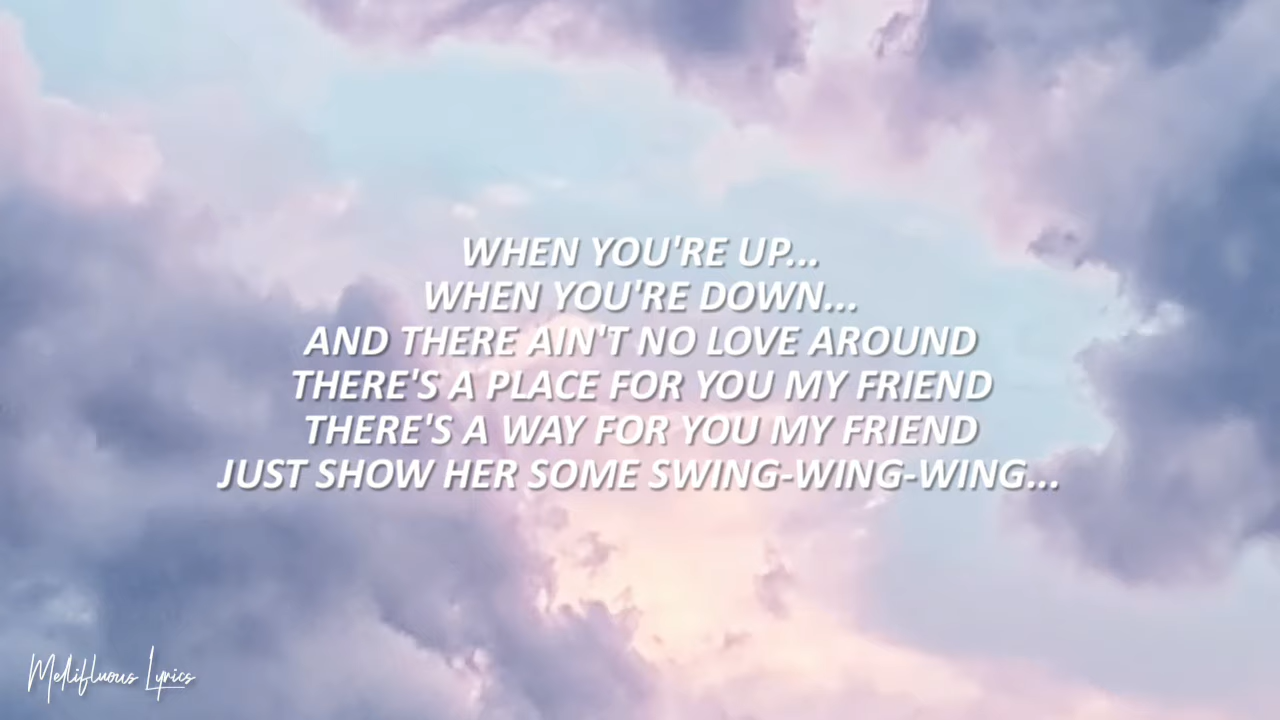 WHEN YOU'RE UP...
WHEN YOU'RE DOWN...
AND THERE AIN'T NO LOVE AROUND
THERE'S A PLACE FOR YOU MY FRIEND
THERE'S A WAY FOR YOU MY FRIEND
JUST SHOW HER SOME SWING-WING-WING...
Mellifluous Lyrics